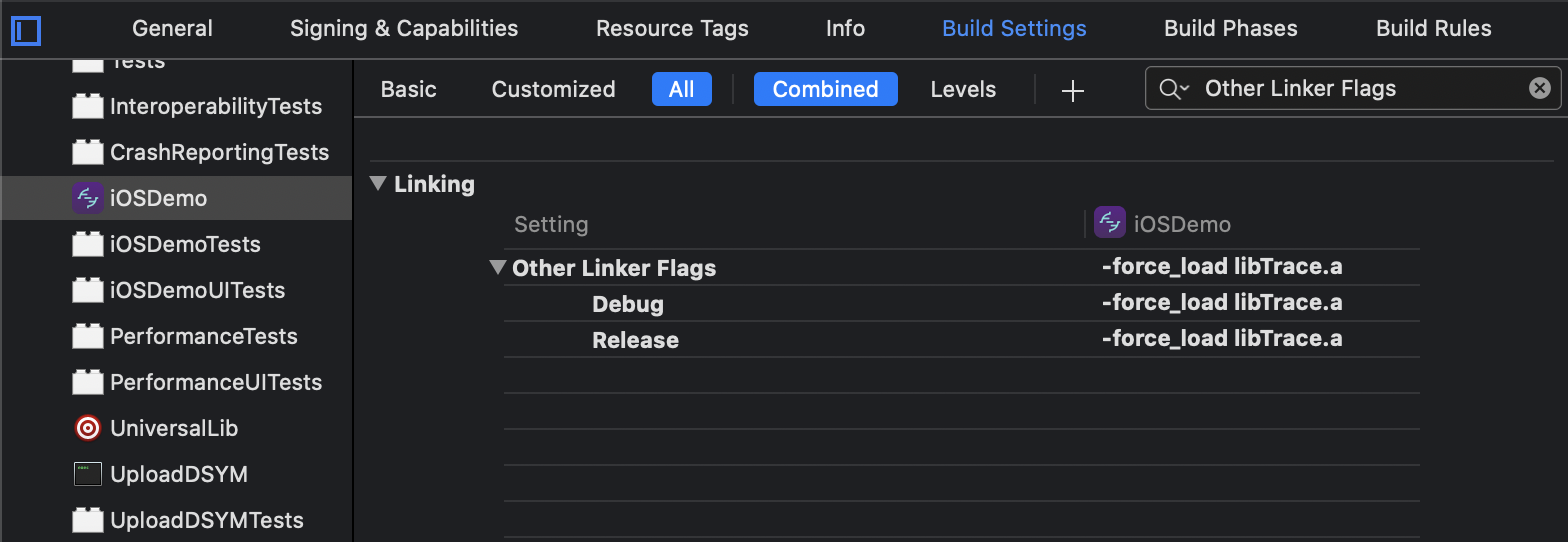 General Signing & Capabilities Resource Tags Info Build Settings Build Phases Build Rules
Basic Customized All Combined Levels + Other Linker Flags
Tests
InteroperabilityTests
CrashReportingTests
iOSDemo
iOSDemoTests
iOSDemoUITests
PerformanceTests
PerformanceUITests
UniversalLib
UploadDSYM
UploadDSYMTests
Linking
Setting iOSDemo
Other Linker Flags -force_load libTrace.a
Debug -force_load libTrace.a
Release -force_load libTrace.a